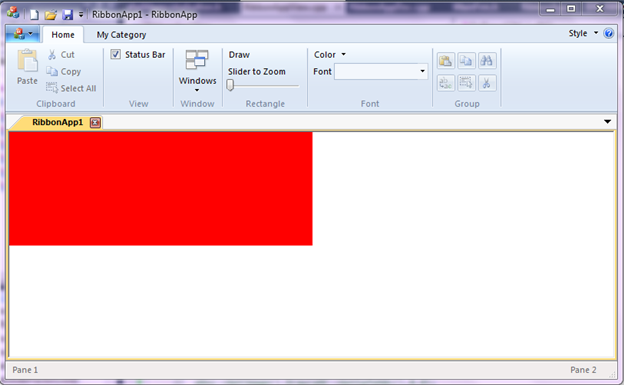 RibbonApp1 - RibbonApp
Home My Category Style
Paste Cut Copy Select All
Clipboard
Status Bar
View
Windows
Window
Draw
Slider to Zoom
Rectangle
Color
Font
Font
Group
RibbonApp1
Pane 1 Pane 2